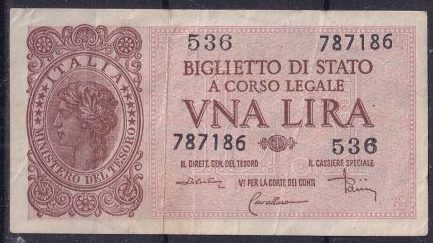 ITALIA
MINISTERO DEL TESORO
536 787186
BIGLIETTO DI STATO
A CORSO LEGALE
VNA LIRA
787186 536
IL DIRETT. GEN. DEL TESORO IL CASSIERE SPECIALE
Vº PER LA CORTE DEI CONTI
Cavallaro